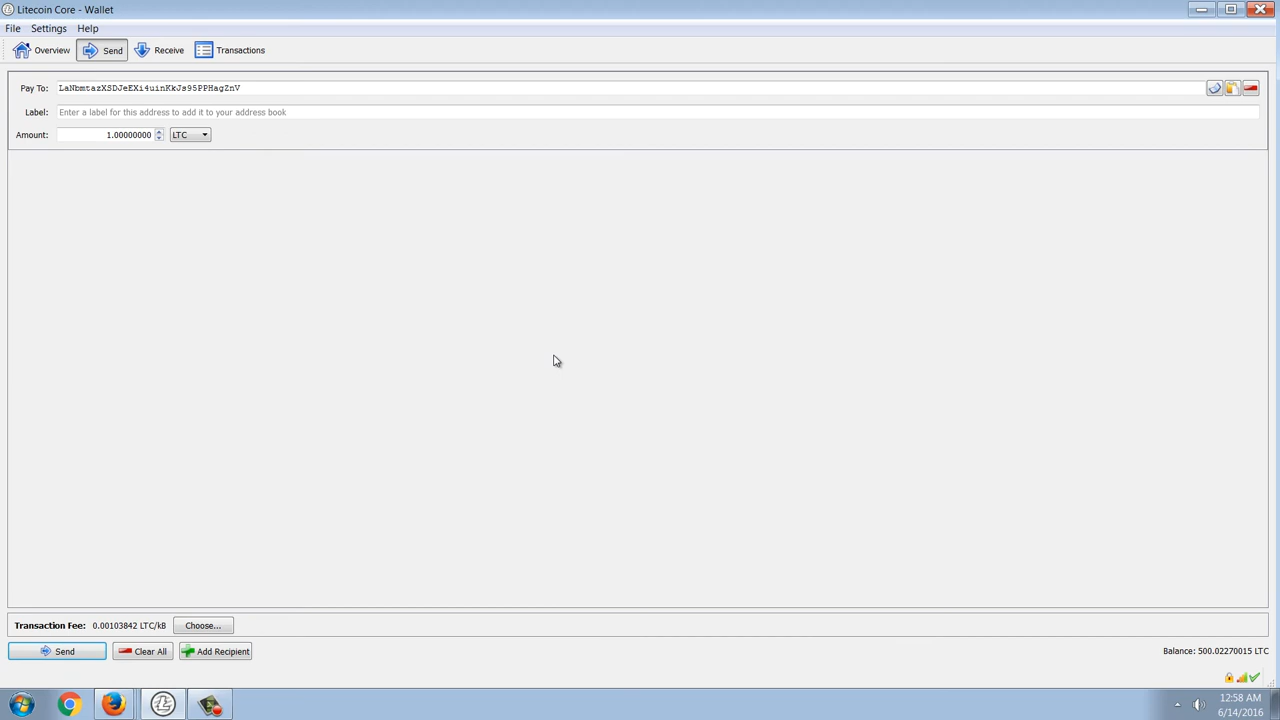 Litecoin Core - Wallet
File Settings Help
Overview Send Receive Transactions
Pay To: LaNbmtazXSDJeEXi4uinKkJs95PPHagZnV
Label: Enter a label for this address to add it to your address book
Amount: 1.00000000 LTC
Transaction Fee: 0.00103842 LTC/kB Choose...
Send Clear All Add Recipient Balance: 500.02270015 LTC
12:58 AM
6/14/2016